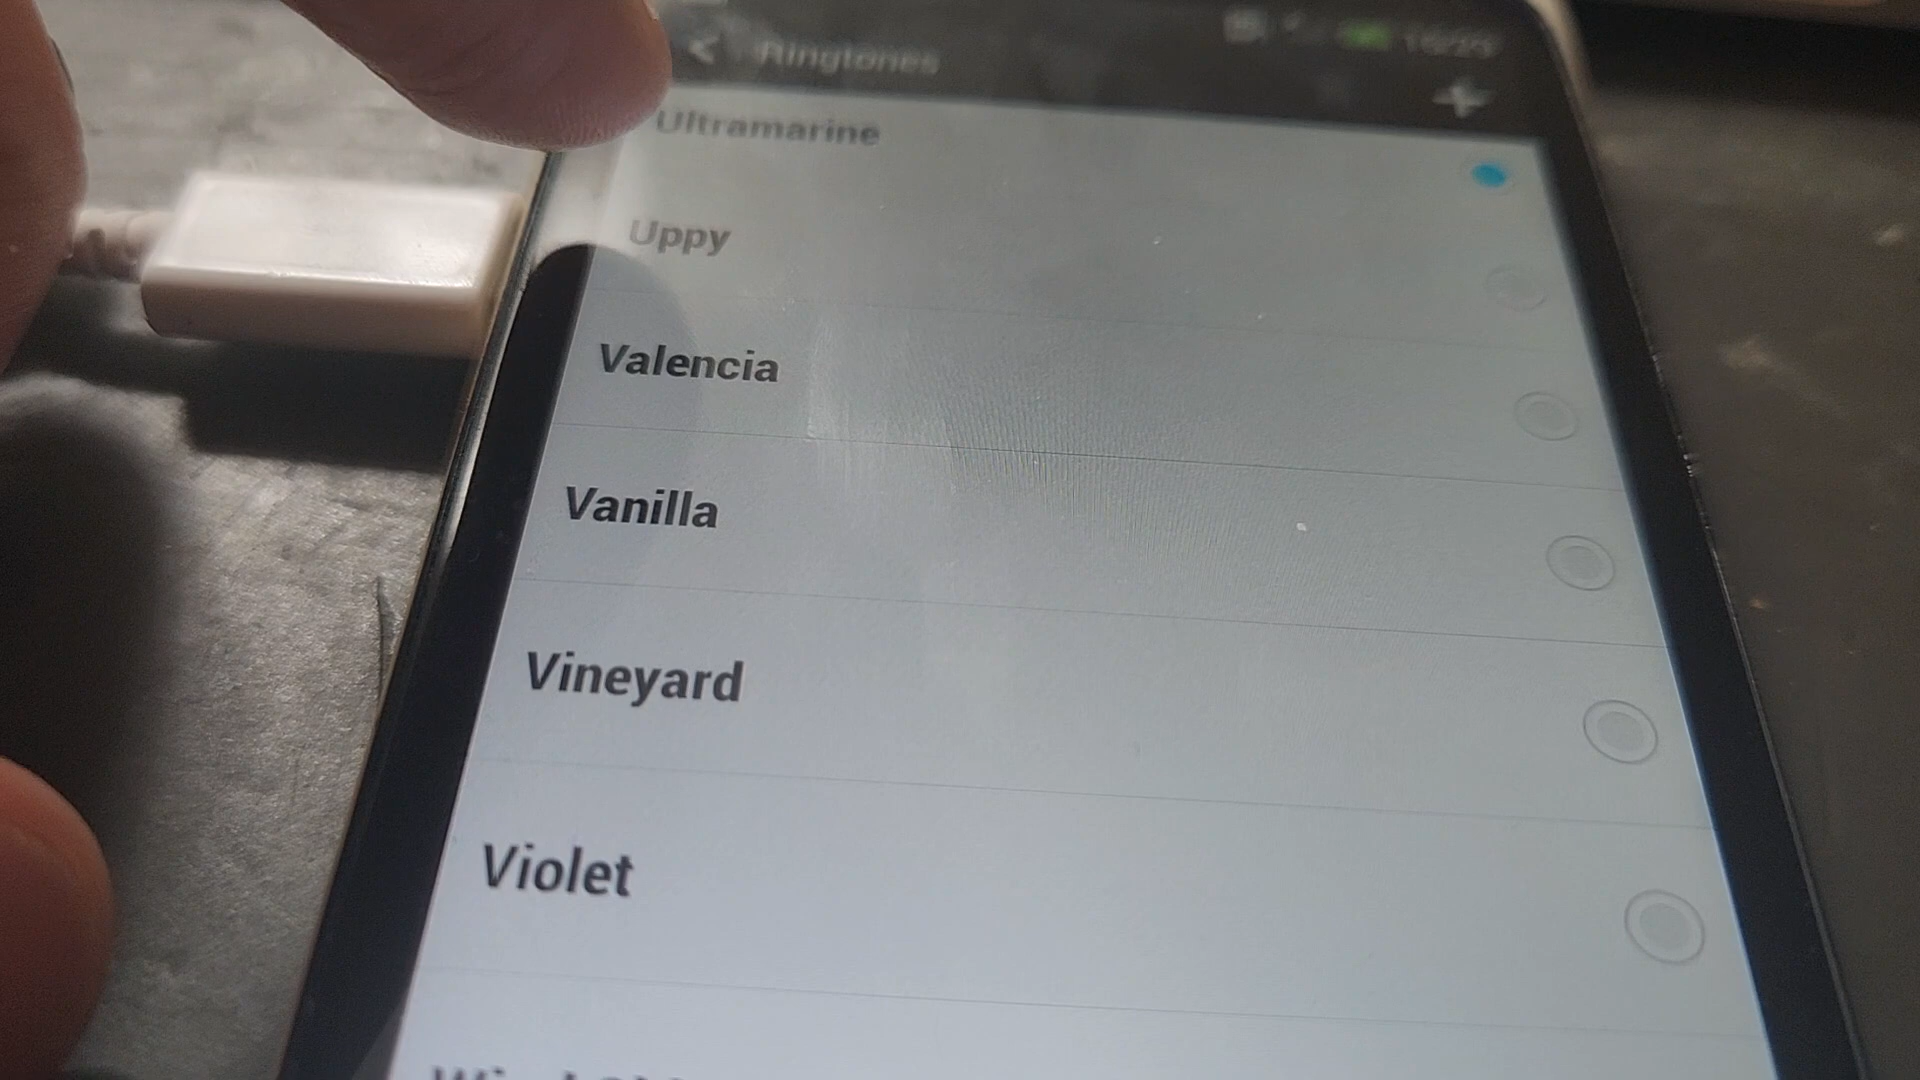 < Ringtones
Ultramarine
Uppy
Valencia
Vanilla
Vineyard
Violet